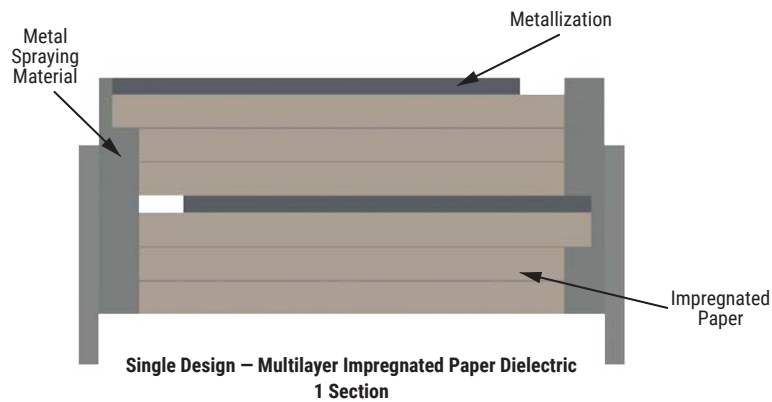 Metallization
Metal
Spraying
Material
Impregnated
Paper
Single Design – Multilayer Impregnated Paper Dielectric
1 Section